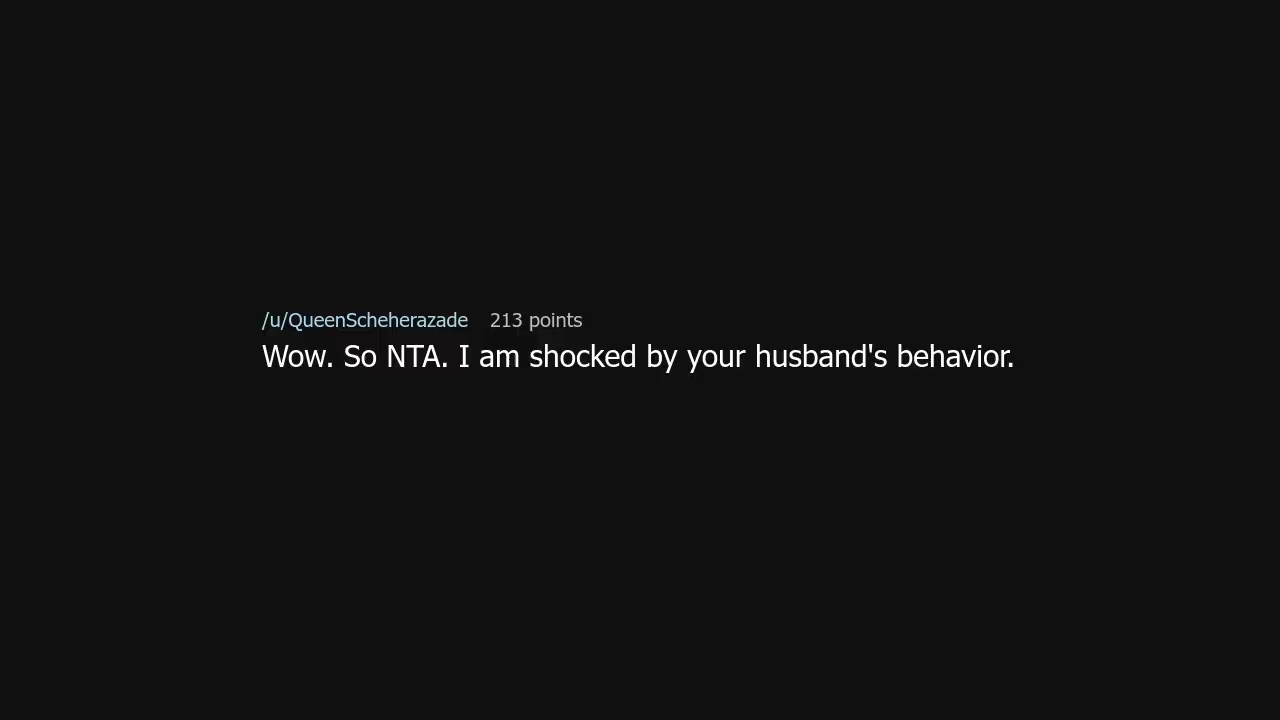 /u/QueenScheherazade 213 points
Wow. So NTA. I am shocked by your husband's behavior.